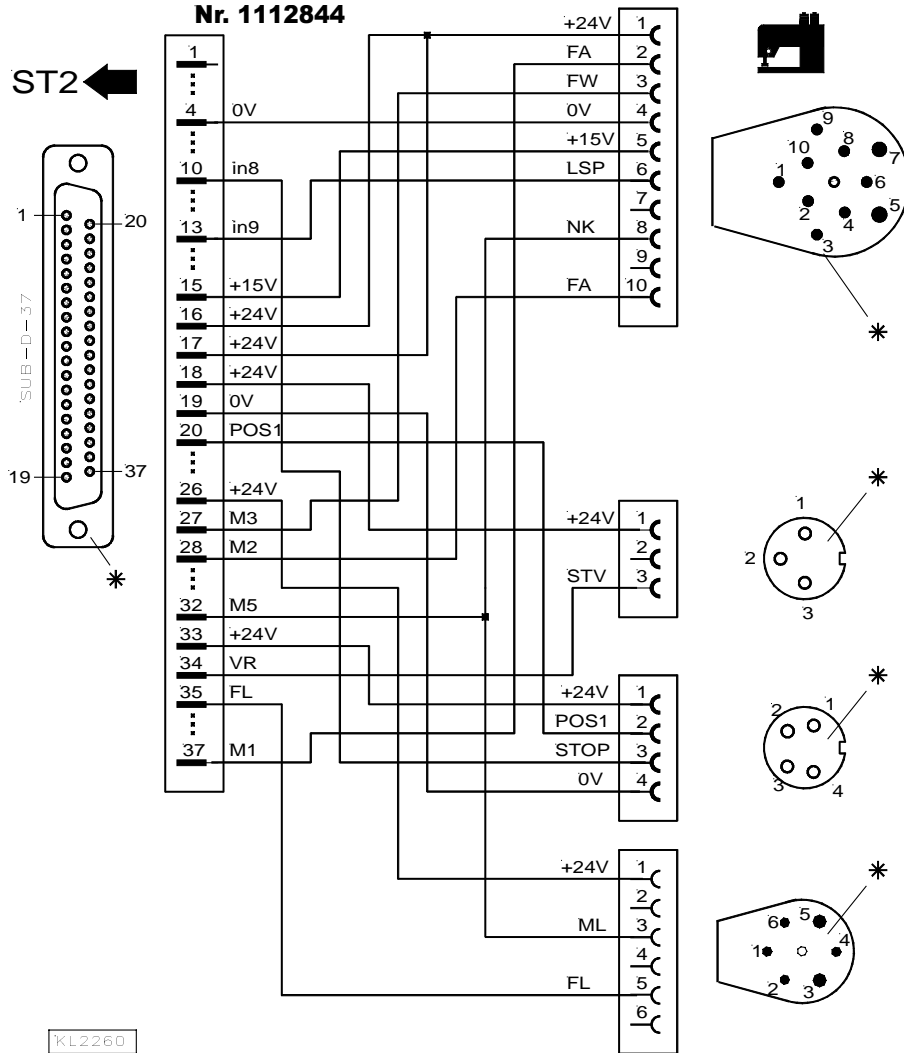 Nr. 1112844
ST2
SUB-D-37
1
20
19
37
1
4 0V
10 in8
13 in9
15 +15V
16 +24V
17 +24V
18 +24V
19 0V
20 POS1
26 +24V
27 M3
28 M2
32 M5
33 +24V
34 VR
35 FL
37 M1
+24V 1
FA 2
FW 3
0V 4
+15V 5
LSP 6
7
NK 8
9
FA 10
9
8
10
7
1
6
2
5
4
3
*
+24V 1
2
STV 3
1
2
3
*
+24V 1
POS1 2
STOP 3
0V 4
2
1
3
4
*
+24V 1
2
ML 3
4
FL 5
6
6
5
1
4
2
3
*
*
KL2260